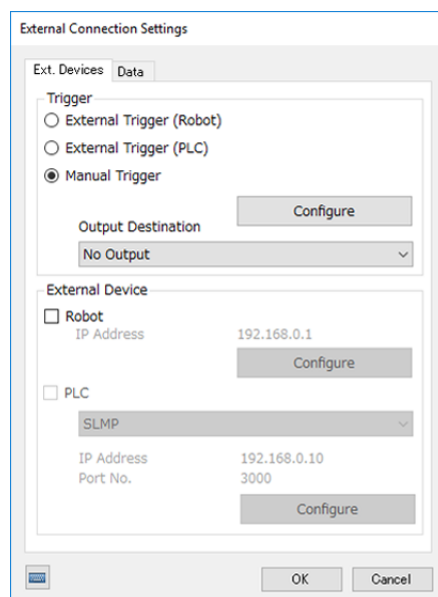 External Connection Settings
Ext. Devices Data
Trigger
External Trigger (Robot)
External Trigger (PLC)
Manual Trigger
Configure
Output Destination
No Output
External Device
Robot
IP Address 192.168.0.1
Configure
PLC
SLMP
IP Address 192.168.0.10
Port No. 3000
Configure
OK Cancel